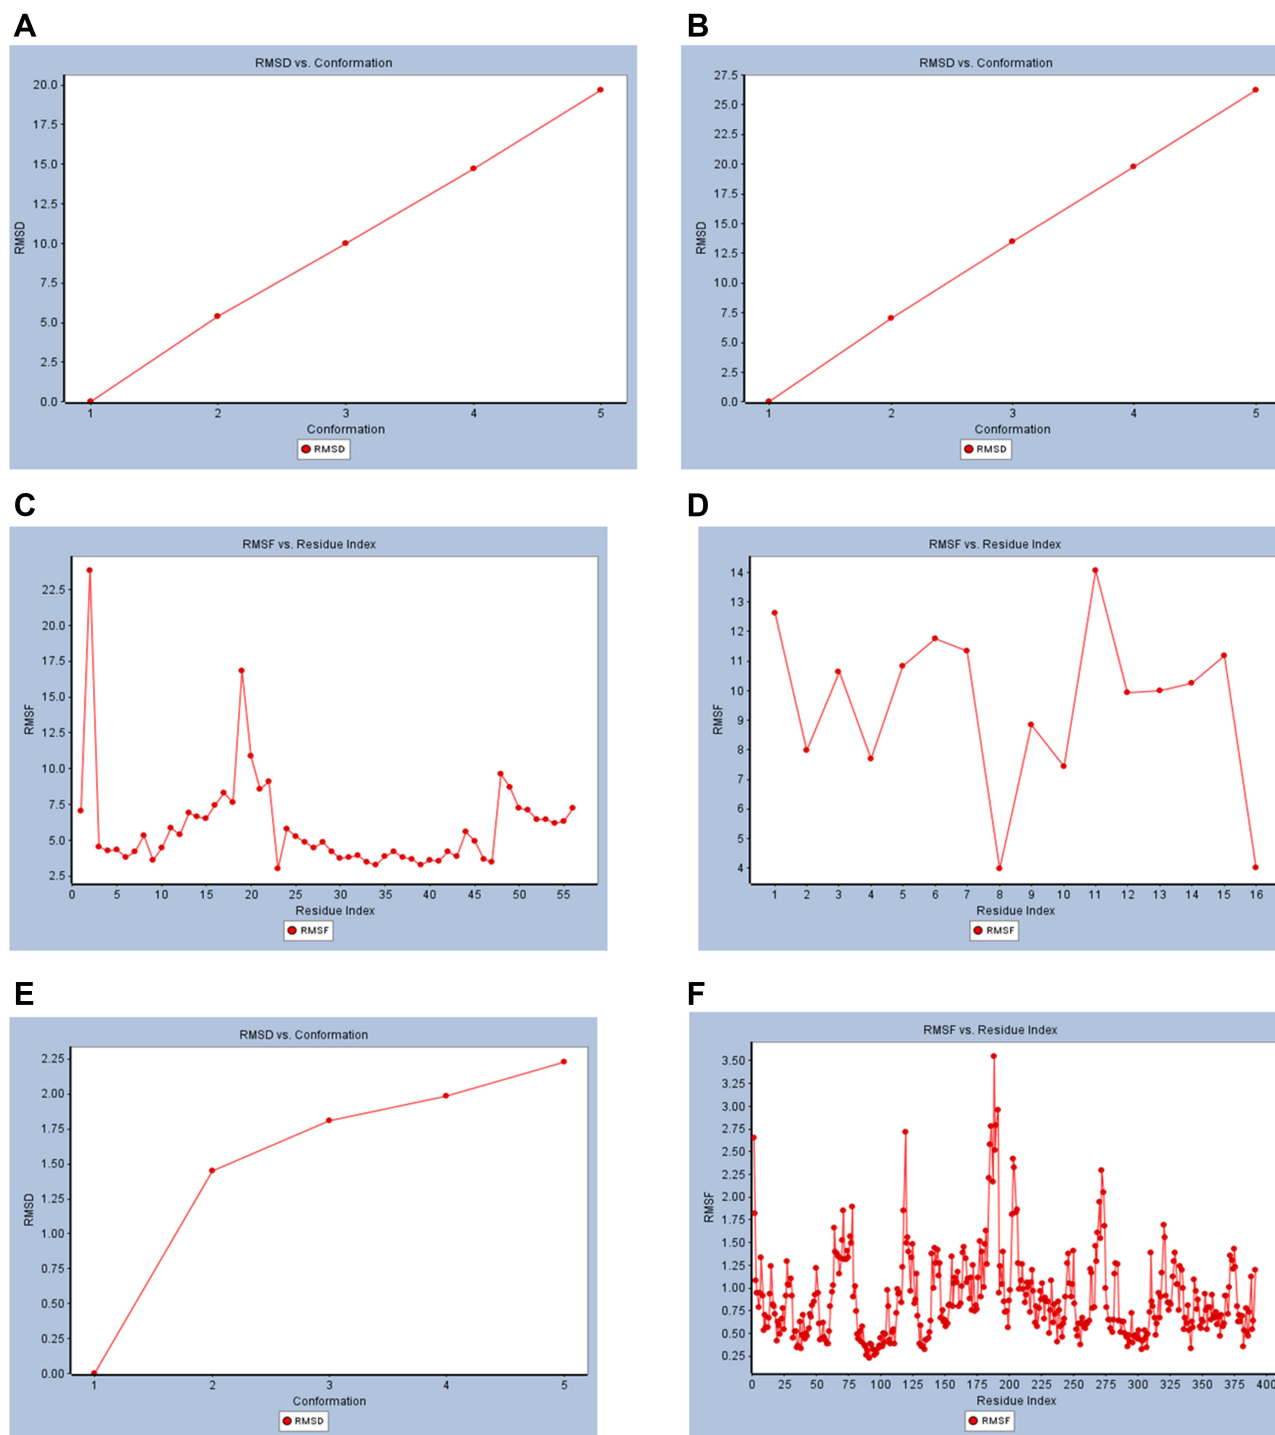 A
RMSD vs. Conformation
RMSD
20.0
17.5
15.0
12.5
10.0
7.5
5.0
2.5
0.0
1 2 3 4 5
Conformation
RMSD
B
RMSD vs. Conformation
RMSD
27.5
25.0
22.5
20.0
17.5
15.0
12.5
10.0
7.5
5.0
2.5
0.0
1 2 3 4 5
Conformation
RMSD
C
RMSF vs. Residue Index
RMSF
22.5
20.0
17.5
15.0
12.5
10.0
7.5
5.0
2.5
0 5 10 15 20 25 30 35 40 45 50 55
Residue Index
RMSF
D
RMSF vs. Residue Index
RMSF
14
13
12
11
10
9
8
7
6
5
4
1 2 3 4 5 6 7 8 9 10 11 12 13 14 15 16
Residue Index
RMSF
E
RMSD vs. Conformation
RMSD
2.25
2.00
1.75
1.50
1.25
1.00
0.75
0.50
0.25
0.00
1 2 3 4 5
Conformation
RMSD
F
RMSF vs. Residue Index
RMSF
3.50
3.25
3.00
2.75
2.50
2.25
2.00
1.75
1.50
1.25
1.00
0.75
0.50
0.25
0 25 50 75 100 125 150 175 200 225 250 275 300 325 350 375 400
Residue Index
RMSF